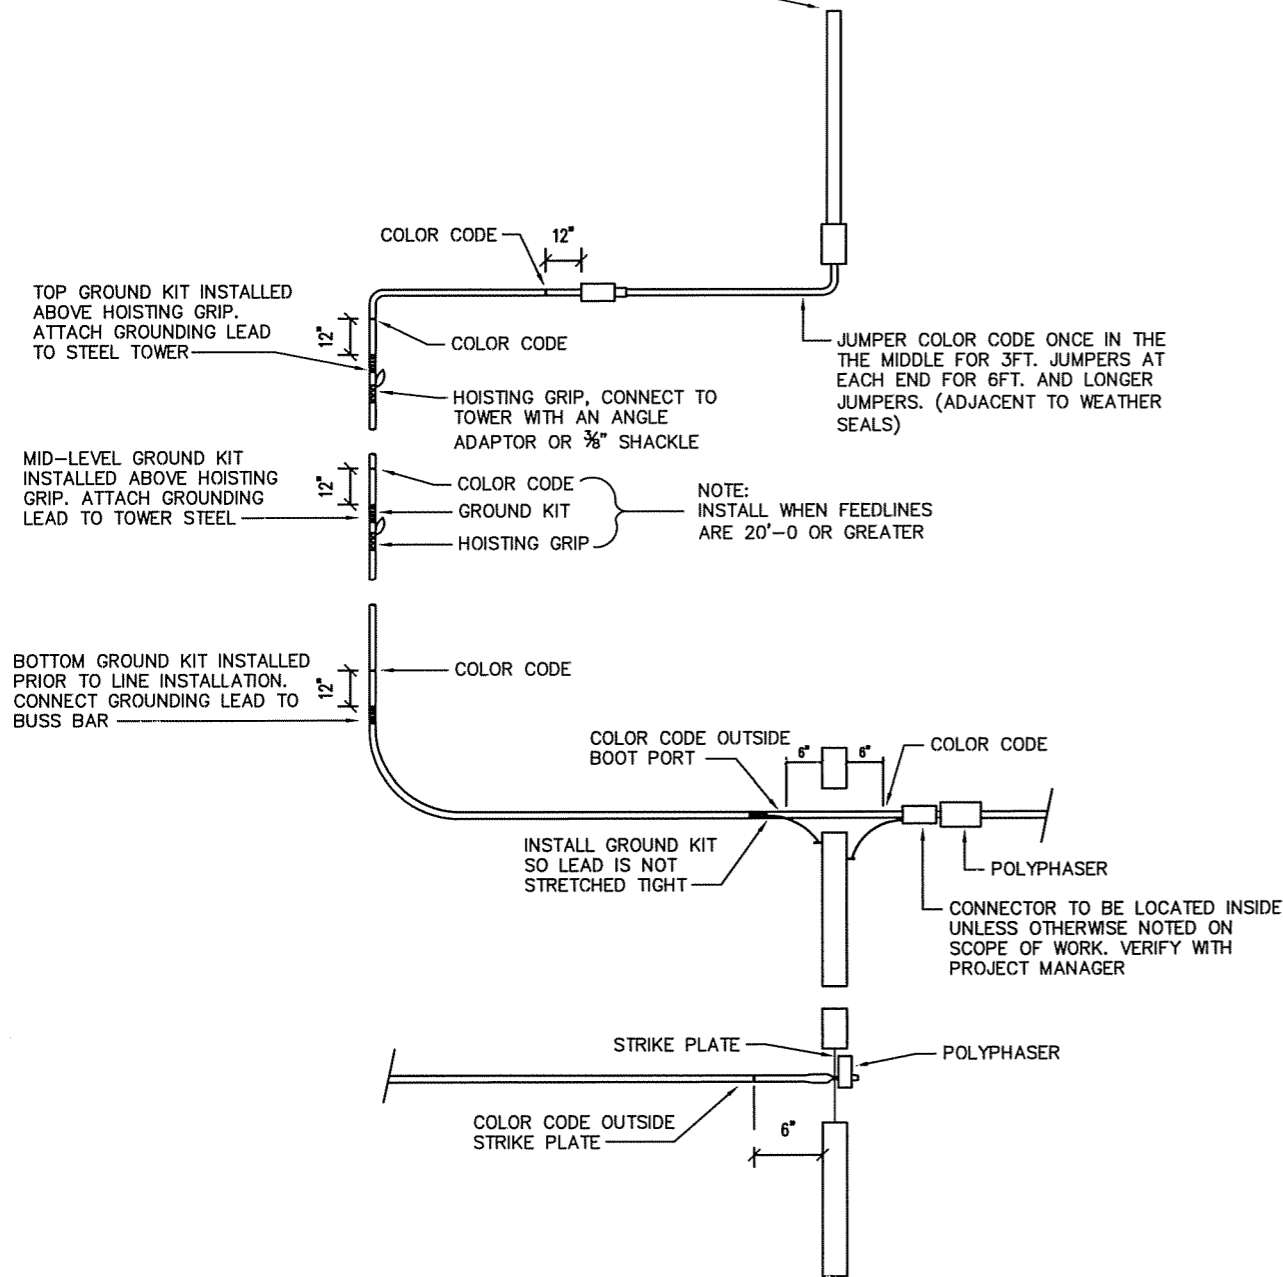 COLOR CODE
12"
TOP GROUND KIT INSTALLED
ABOVE HOISTING GRIP.
ATTACH GROUNDING LEAD
TO STEEL TOWER
12"
COLOR CODE
JUMPER COLOR CODE ONCE IN THE
THE MIDDLE FOR 3FT. JUMPERS AT
EACH END FOR 6FT. AND LONGER
JUMPERS. (ADJACENT TO WEATHER
SEALS)
HOISTING GRIP, CONNECT TO
TOWER WITH AN ANGLE
ADAPTOR OR ⅜" SHACKLE
MID-LEVEL GROUND KIT
INSTALLED ABOVE HOISTING
GRIP. ATTACH GROUNDING
LEAD TO TOWER STEEL
12"
COLOR CODE
GROUND KIT
HOISTING GRIP
NOTE:
INSTALL WHEN FEEDLINES
ARE 20'-0 OR GREATER
BOTTOM GROUND KIT INSTALLED
PRIOR TO LINE INSTALLATION.
CONNECT GROUNDING LEAD TO
BUSS BAR
12"
COLOR CODE
COLOR CODE OUTSIDE
BOOT PORT
6"
6"
COLOR CODE
INSTALL GROUND KIT
SO LEAD IS NOT
STRETCHED TIGHT
POLYPHASER
CONNECTOR TO BE LOCATED INSIDE
UNLESS OTHERWISE NOTED ON
SCOPE OF WORK. VERIFY WITH
PROJECT MANAGER
STRIKE PLATE
POLYPHASER
COLOR CODE OUTSIDE
STRIKE PLATE
6"